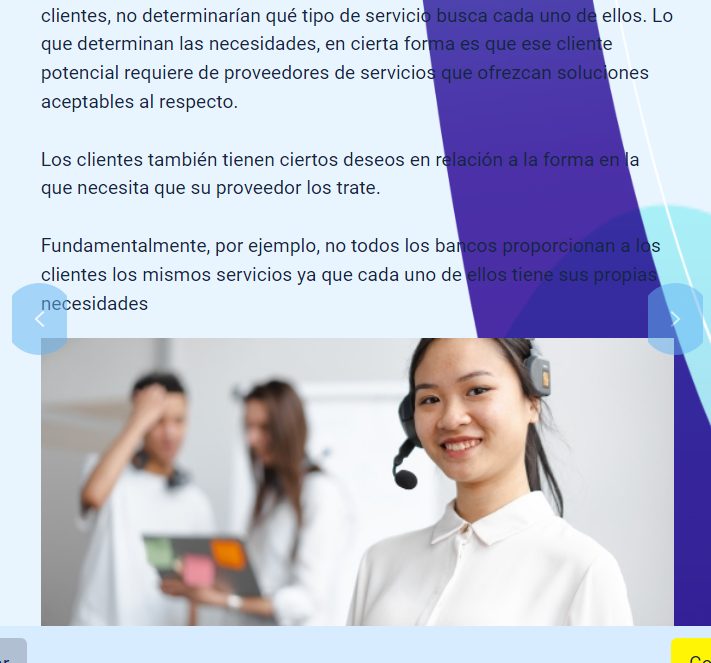 clientes, no determinarían qué tipo de servicio busca cada uno de ellos. Lo
que determinan las necesidades, en cierta forma es que ese cliente
potencial requiere de proveedores de servicios que ofrezcan soluciones
aceptables al respecto.
Los clientes también tienen ciertos deseos en relación a la forma en la
que necesita que su proveedor los trate.
Fundamentalmente, por ejemplo, no todos los bancos proporcionan a los
clientes los mismos servicios ya que cada uno de ellos tiene sus propias
necesidades